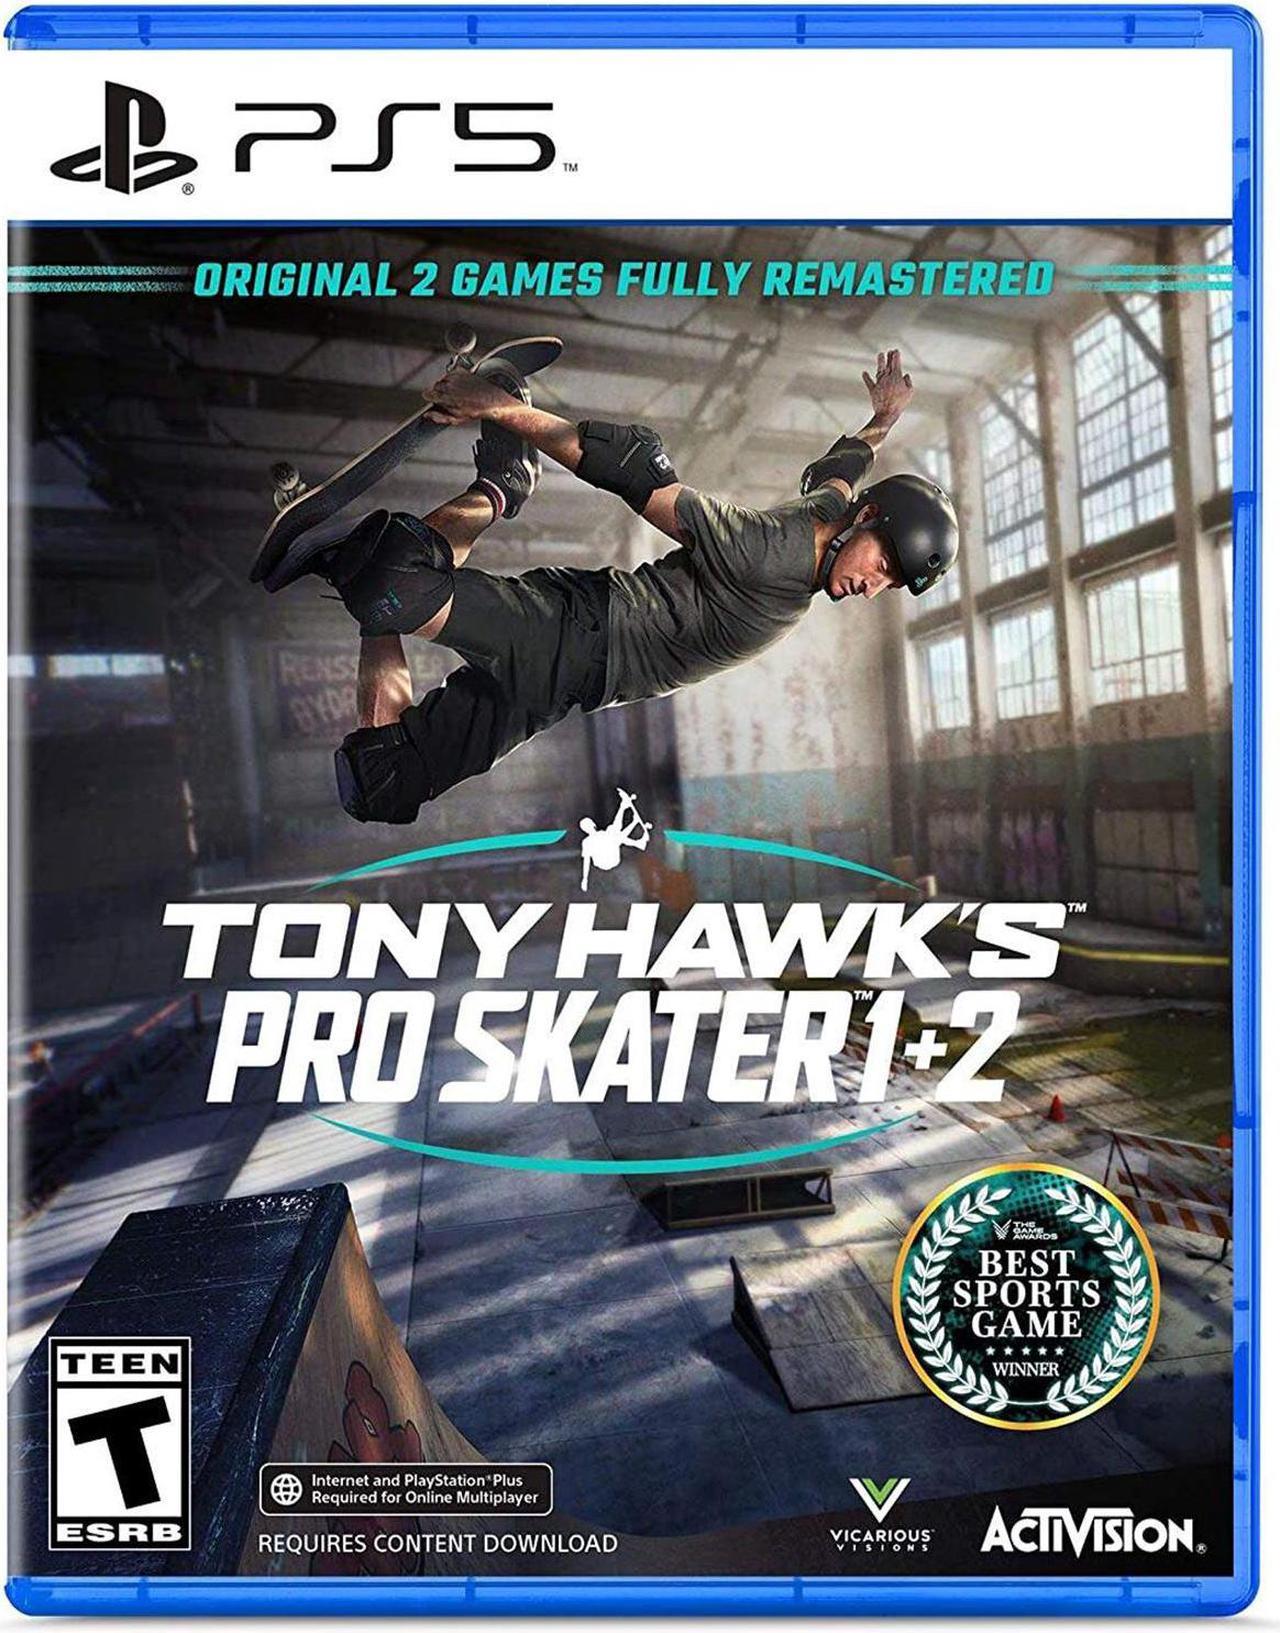 PS5™
ORIGINAL 2 GAMES FULLY REMASTERED
TONY HAWK'S™
PRO SKATER™ 1+2
THE
GAME
AWARDS
BEST
SPORTS
GAME
WINNER
TEEN
T
ESRB
Internet and PlayStation®Plus
Required for Online Multiplayer
REQUIRES CONTENT DOWNLOAD
VICARIOUS
VISIONS
ACTIVISION®